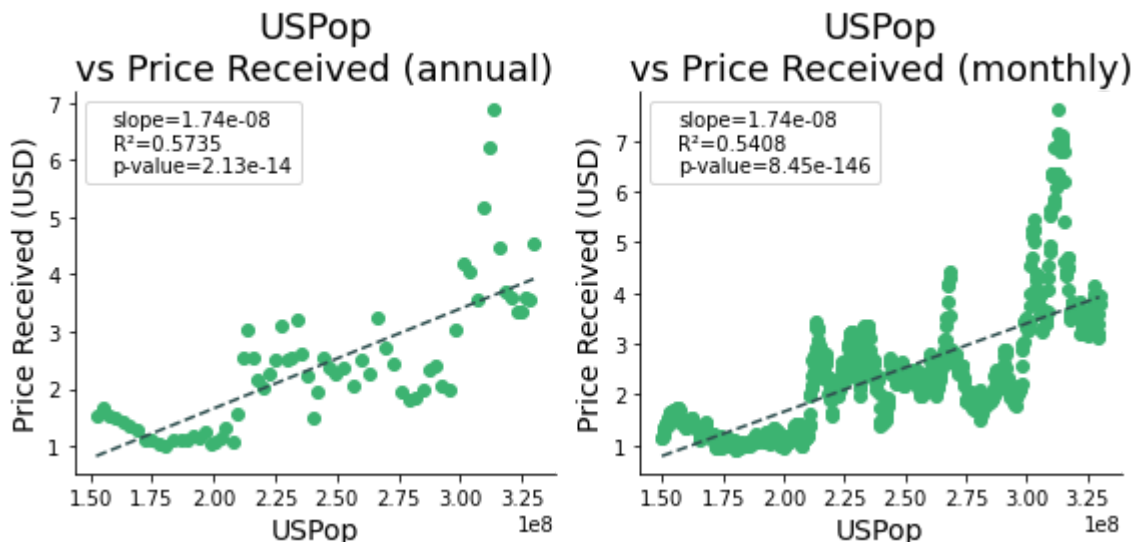 USPop
vs Price Received (annual)
Price Received (USD)
7
6
5
4
3
2
1
slope=1.74e-08
R²=0.5735
p-value=2.13e-14
1.50 1.75 2.00 2.25 2.50 2.75 3.00 3.25
1e8
USPop
USPop
vs Price Received (monthly)
Price Received (USD)
7
6
5
4
3
2
1
slope=1.74e-08
R²=0.5408
p-value=8.45e-146
1.50 1.75 2.00 2.25 2.50 2.75 3.00 3.25
1e8
USPop